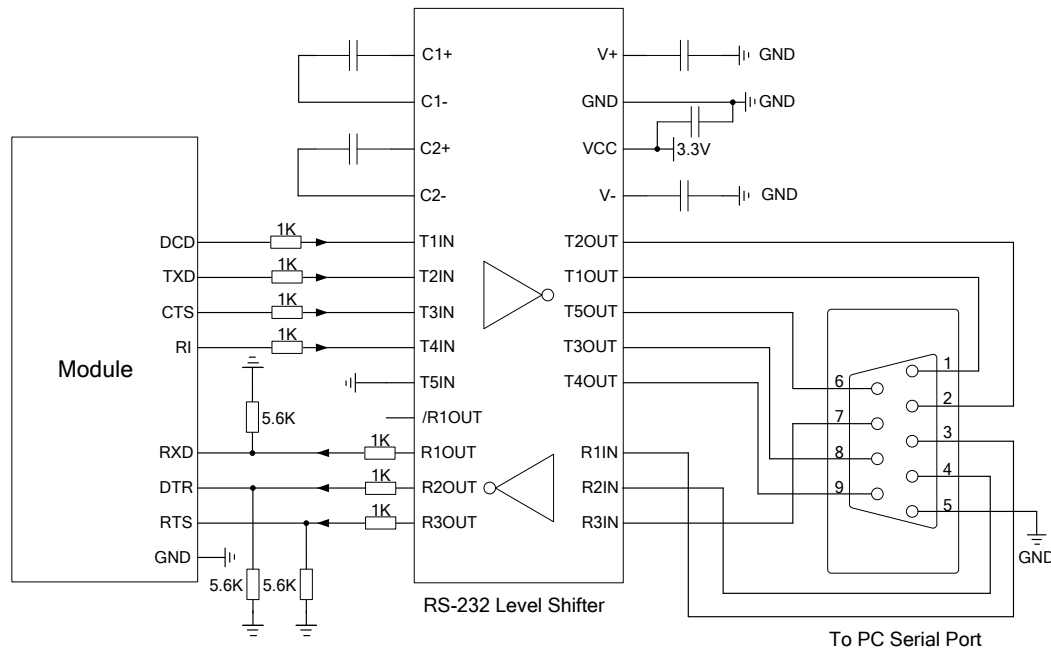 C1+
V+
GND
C1-
GND
GND
C2+
VCC
3.3V
C2-
V-
GND
DCD
1K
T1IN
T2OUT
TXD
1K
T2IN
T1OUT
CTS
1K
T3IN
T5OUT
RI
1K
T4IN
T3OUT
Module
T5IN
T4OUT
5.6K
/R1OUT
RXD
1K
R1OUT
R1IN
DTR
1K
R2OUT
R2IN
RTS
1K
R3OUT
R3IN
GND
5.6K
5.6K
1
6
2
7
3
8
4
9
5
GND
RS-232 Level Shifter
To PC Serial Port